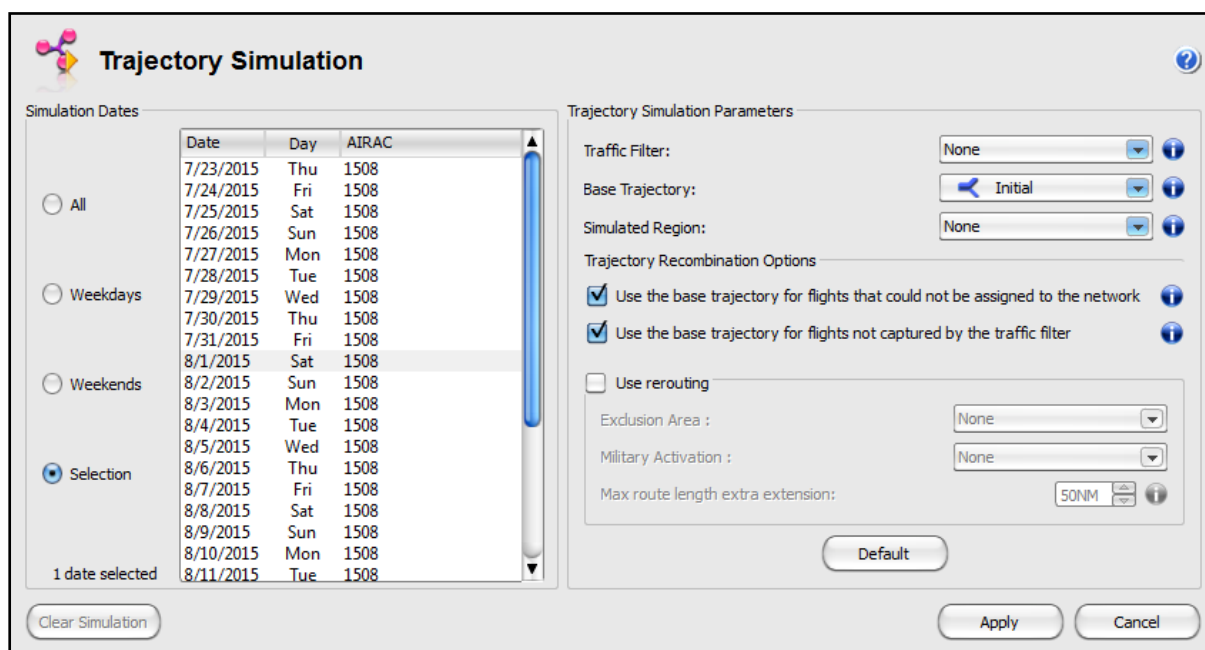 Trajectory Simulation
Simulation Dates
All
Weekdays
Weekends
Selection
1 date selected
Date Day AIRAC
7/23/2015 Thu 1508
7/24/2015 Fri 1508
7/25/2015 Sat 1508
7/26/2015 Sun 1508
7/27/2015 Mon 1508
7/28/2015 Tue 1508
7/29/2015 Wed 1508
7/30/2015 Thu 1508
7/31/2015 Fri 1508
8/1/2015 Sat 1508
8/2/2015 Sun 1508
8/3/2015 Mon 1508
8/4/2015 Tue 1508
8/5/2015 Wed 1508
8/6/2015 Thu 1508
8/7/2015 Fri 1508
8/8/2015 Sat 1508
8/9/2015 Sun 1508
8/10/2015 Mon 1508
8/11/2015 Tue 1508
Trajectory Simulation Parameters
Traffic Filter: None
Base Trajectory: Initial
Simulated Region: None
Trajectory Recombination Options
Use the base trajectory for flights that could not be assigned to the network
Use the base trajectory for flights not captured by the traffic filter
Use rerouting
Exclusion Area : None
Military Activation : None
Max route length extra extension: 50NM
Default
Clear Simulation
Apply
Cancel